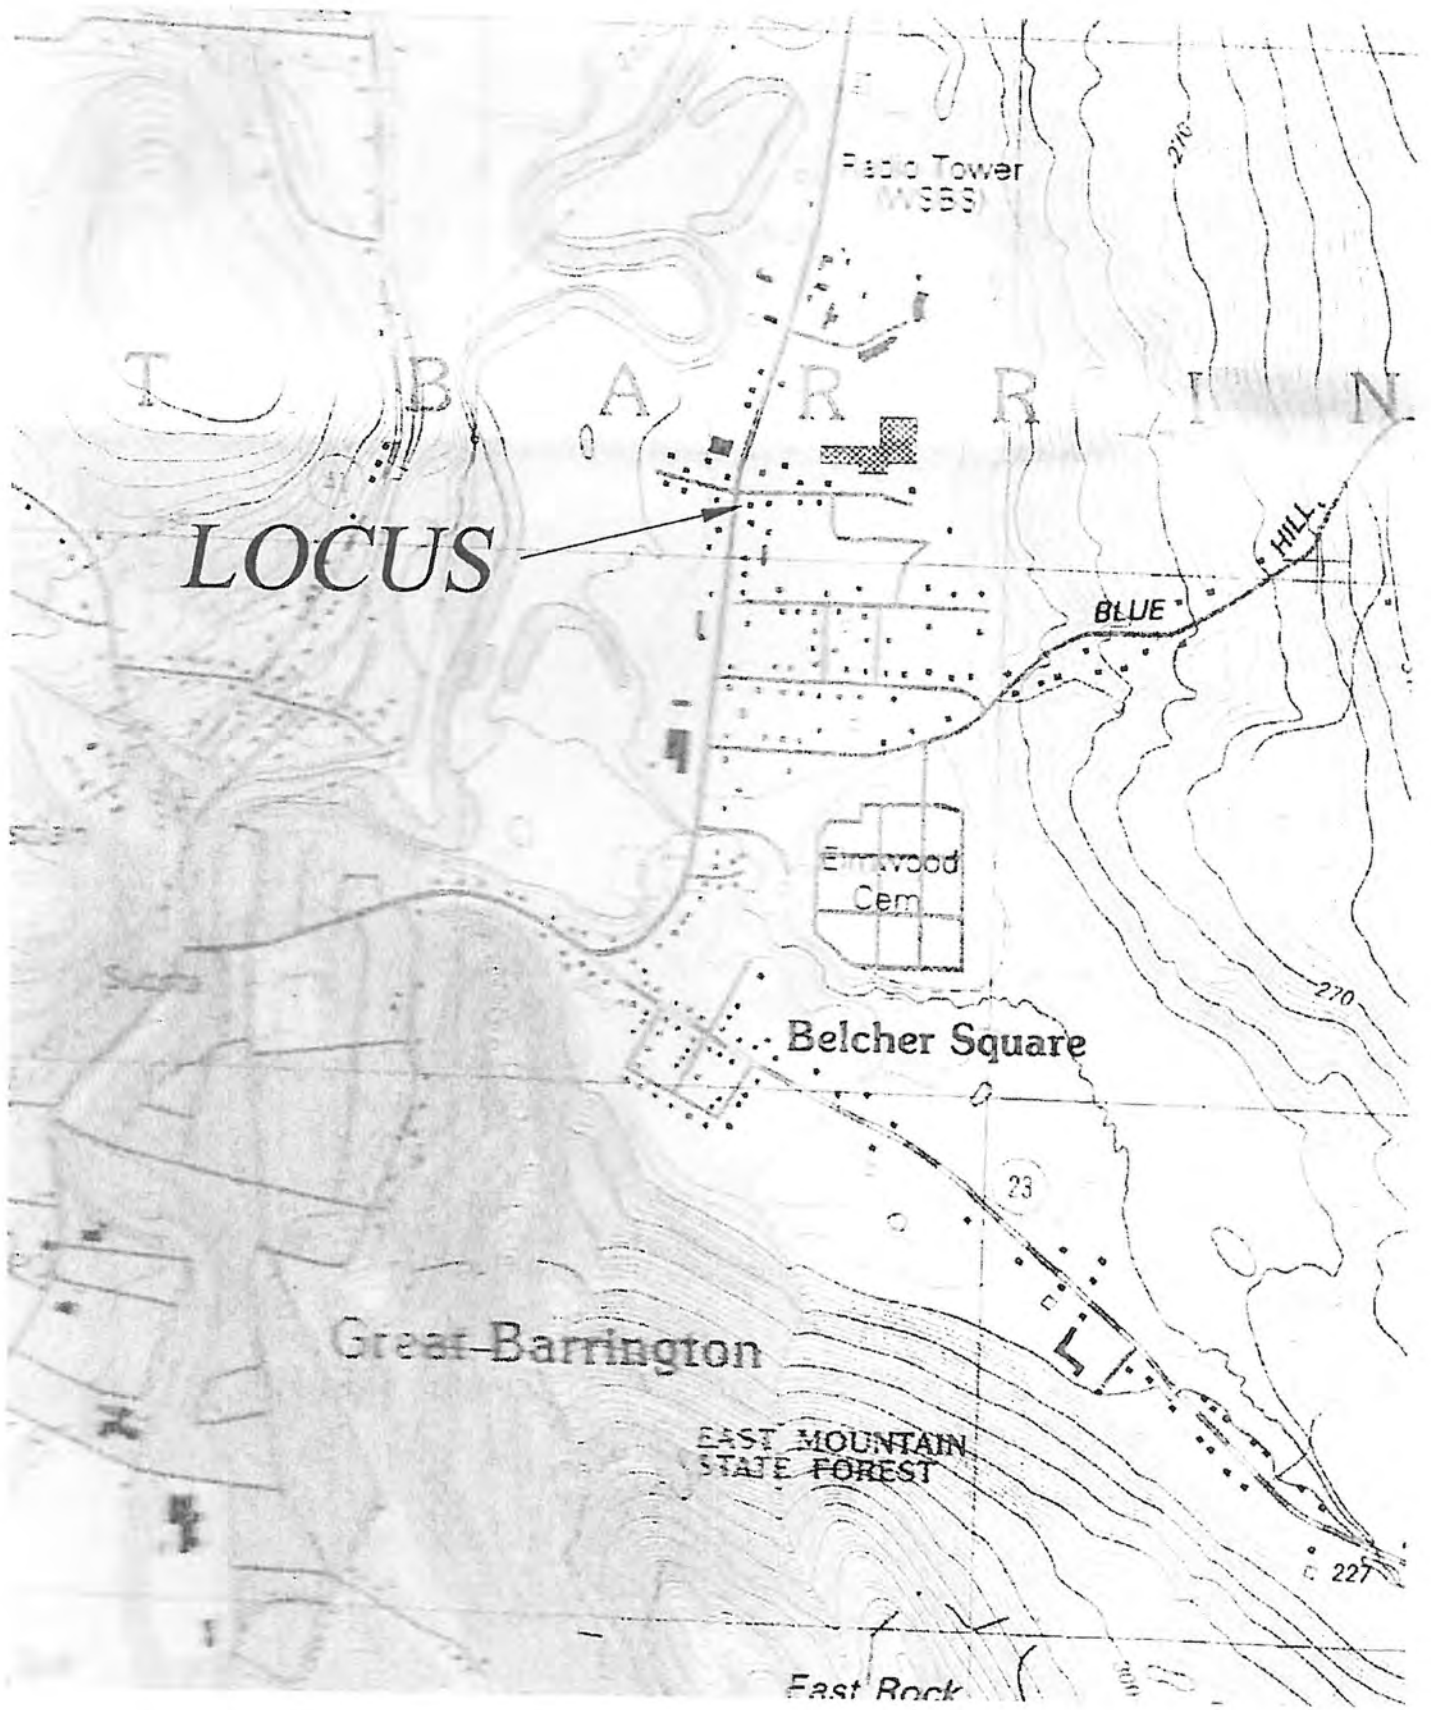 270
Radio Tower
(WSBS)
T B A R R I N
LOCUS
HILL
BLUE
Elmwood
Cem
270
Belcher Square
23
Great Barrington
EAST MOUNTAIN
STATE FOREST
227
300
East Rock